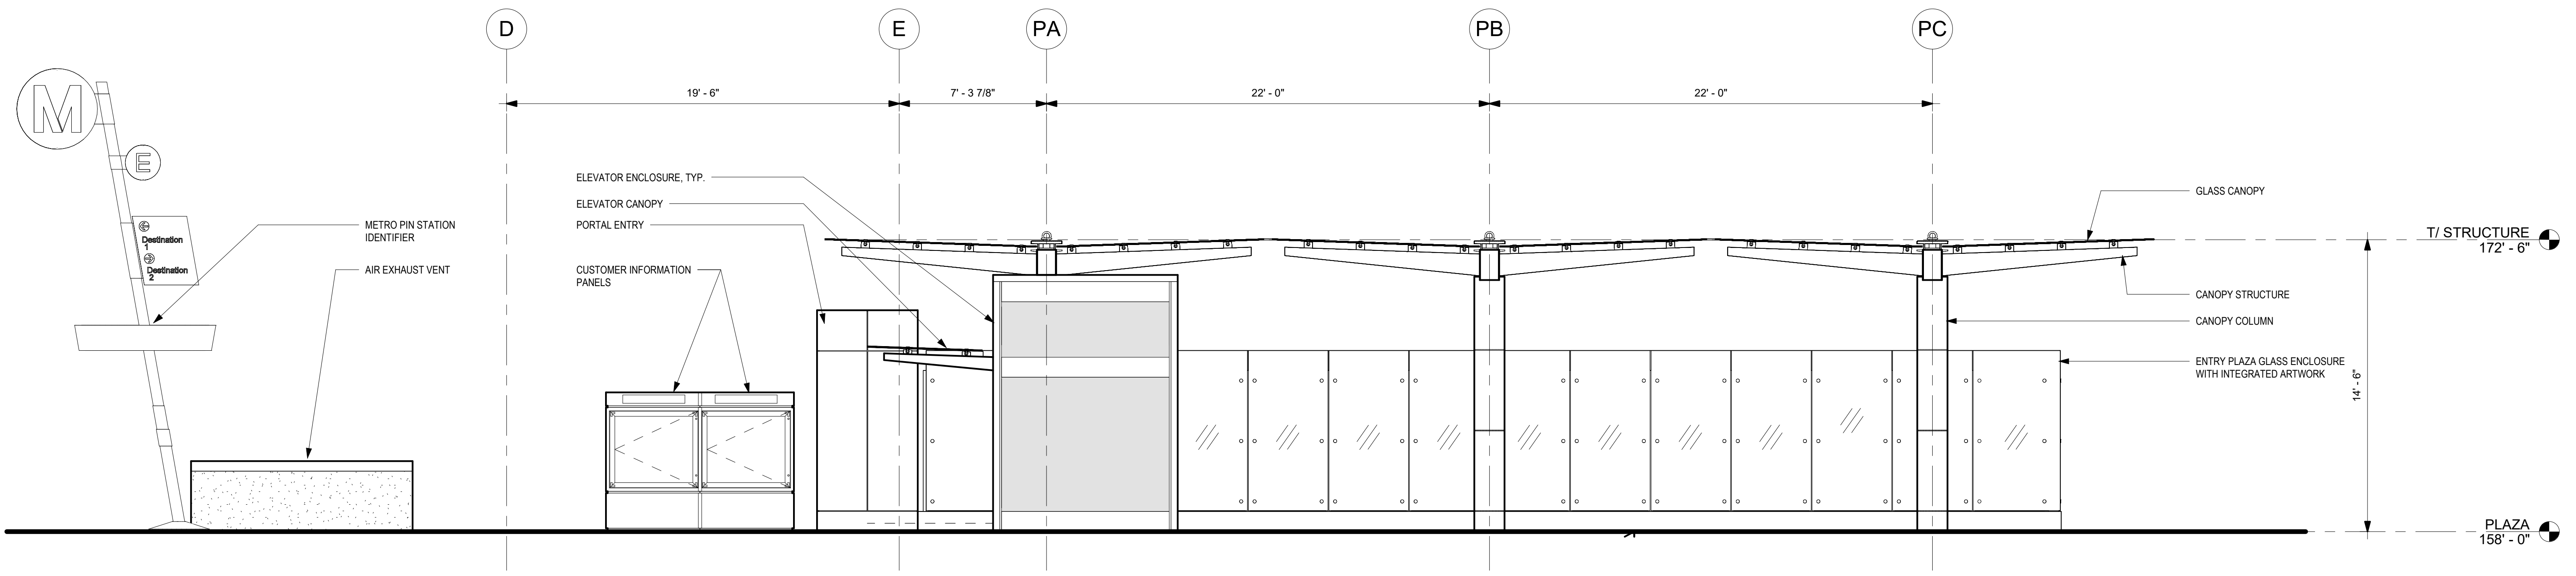 D
E
PA
PB
PC
19' - 6"
7' - 3 7/8"
22' - 0"
22' - 0"
M
E
Destination
1
Destination
2
METRO PIN STATION
IDENTIFIER
AIR EXHAUST VENT
ELEVATOR ENCLOSURE, TYP.
ELEVATOR CANOPY
PORTAL ENTRY
CUSTOMER INFORMATION
PANELS
GLASS CANOPY
CANOPY STRUCTURE
CANOPY COLUMN
ENTRY PLAZA GLASS ENCLOSURE
WITH INTEGRATED ARTWORK
T/ STRUCTURE
172' - 6"
14' - 6"
PLAZA
158' - 0"